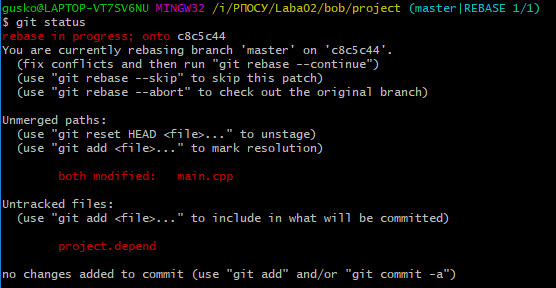 gusko@LAPTOP-VT7SV6NU MINGW32 /i/РПОСУ/Laba02/bob/project (master|REBASE 1/1)
$ git status
rebase in progress; onto c8c5c44
You are currently rebasing branch 'master' on 'c8c5c44'.
  (fix conflicts and then run "git rebase --continue")
  (use "git rebase --skip" to skip this patch)
  (use "git rebase --abort" to check out the original branch)

Unmerged paths:
  (use "git reset HEAD <file>..." to unstage)
  (use "git add <file>..." to mark resolution)

        both modified:   main.cpp

Untracked files:
  (use "git add <file>..." to include in what will be committed)

        project.depend

no changes added to commit (use "git add" and/or "git commit -a")